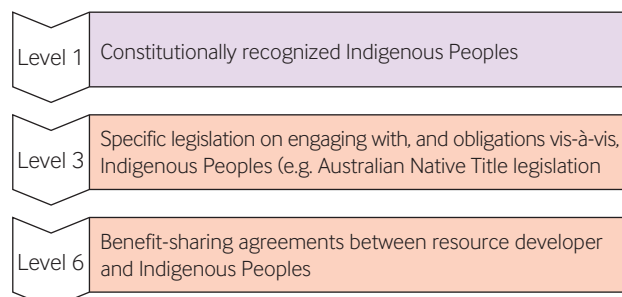 Level 1
Constitutionally recognized Indigenous Peoples
Level 3
Specific legislation on engaging with, and obligations vis-à-vis,
Indigenous Peoples (e.g. Australian Native Title legislation
Level 6
Benefit-sharing agreements between resource developer
and Indigenous Peoples